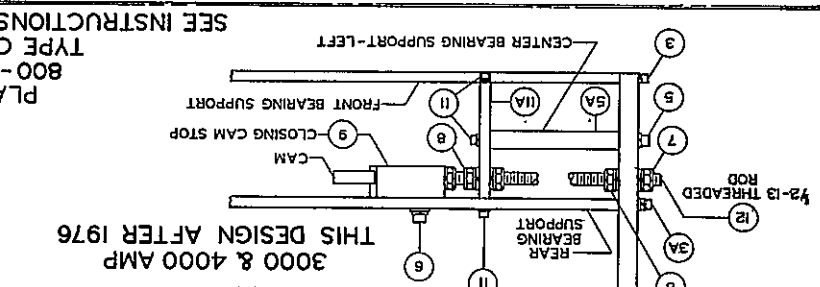 3000 & 4000 AMP
THIS DESIGN AFTER 1976
6
11
8
3A
REAR
BEARING
SUPPORT
12
1/2-13 THREADED
ROD
7
8
CAM
9
CLOSING CAM STOP
5
5A
11A
11
FRONT BEARING SUPPORT
3
CENTER BEARING SUPPORT-LEFT
PLA
800-
TYPE C
SEE INSTRUCTIONS